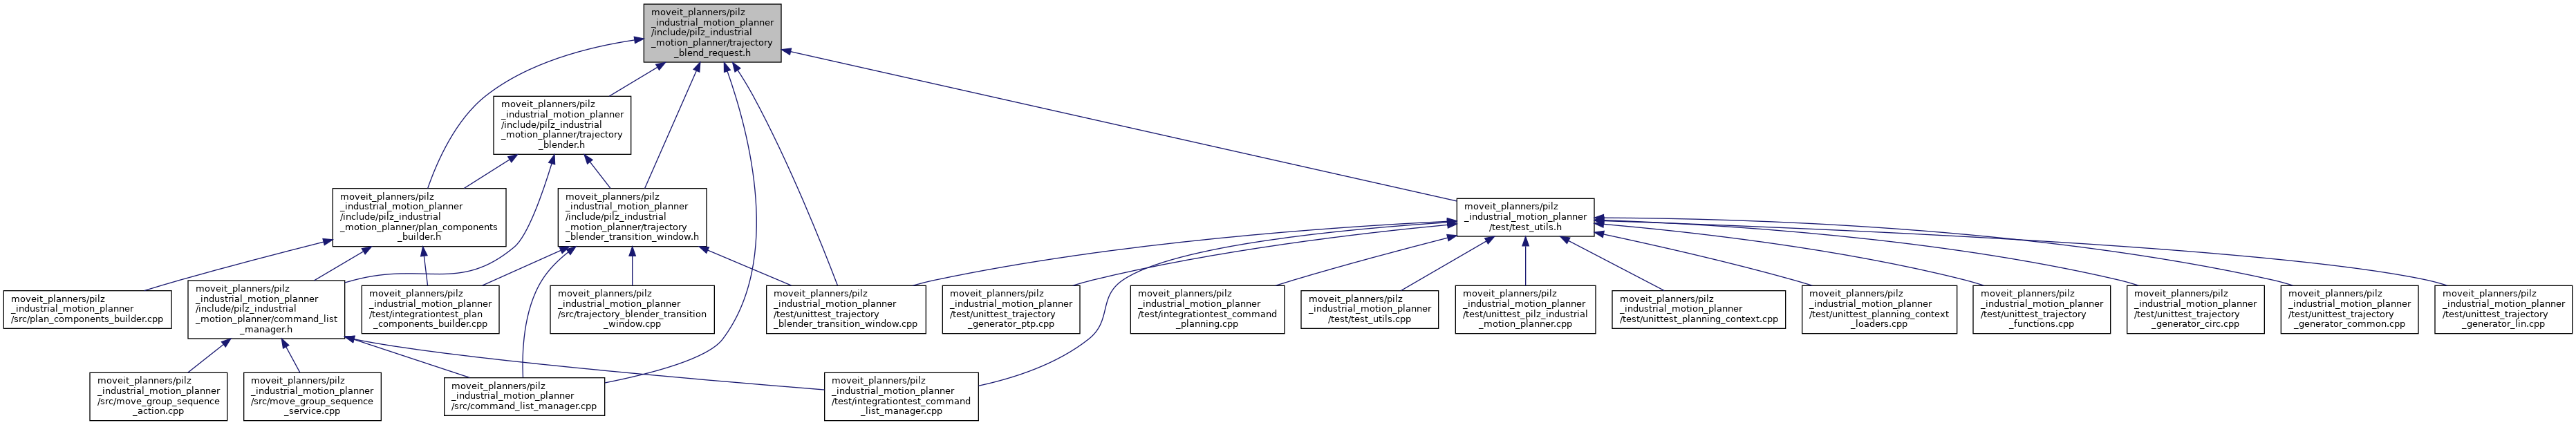 moveit_planners/pilz
_industrial_motion_planner
/include/pilz_industrial
_motion_planner/trajectory
_blend_request.h
moveit_planners/pilz
_industrial_motion_planner
/include/pilz_industrial
_motion_planner/trajectory
_blender.h
moveit_planners/pilz
_industrial_motion_planner
/include/pilz_industrial
_motion_planner/plan_components
_builder.h
moveit_planners/pilz
_industrial_motion_planner
/include/pilz_industrial
_motion_planner/trajectory
_blender_transition_window.h
moveit_planners/pilz
_industrial_motion_planner
/test/test_utils.h
moveit_planners/pilz
_industrial_motion_planner
/src/plan_components_builder.cpp
moveit_planners/pilz
_industrial_motion_planner
/include/pilz_industrial
_motion_planner/command_list
_manager.h
moveit_planners/pilz
_industrial_motion_planner
/test/integrationtest_plan
_components_builder.cpp
moveit_planners/pilz
_industrial_motion_planner
/src/trajectory_blender_transition
_window.cpp
moveit_planners/pilz
_industrial_motion_planner
/test/unittest_trajectory
_blender_transition_window.cpp
moveit_planners/pilz
_industrial_motion_planner
/test/unittest_trajectory
_generator_ptp.cpp
moveit_planners/pilz
_industrial_motion_planner
/test/integrationtest_command
_planning.cpp
moveit_planners/pilz
_industrial_motion_planner
/test/test_utils.cpp
moveit_planners/pilz
_industrial_motion_planner
/test/unittest_pilz_industrial
_motion_planner.cpp
moveit_planners/pilz
_industrial_motion_planner
/test/unittest_planning_context.cpp
moveit_planners/pilz
_industrial_motion_planner
/test/unittest_planning_context
_loaders.cpp
moveit_planners/pilz
_industrial_motion_planner
/test/unittest_trajectory
_functions.cpp
moveit_planners/pilz
_industrial_motion_planner
/test/unittest_trajectory
_generator_circ.cpp
moveit_planners/pilz
_industrial_motion_planner
/test/unittest_trajectory
_generator_common.cpp
moveit_planners/pilz
_industrial_motion_planner
/test/unittest_trajectory
_generator_lin.cpp
moveit_planners/pilz
_industrial_motion_planner
/src/move_group_sequence
_action.cpp
moveit_planners/pilz
_industrial_motion_planner
/src/move_group_sequence
_service.cpp
moveit_planners/pilz
_industrial_motion_planner
/src/command_list_manager.cpp
moveit_planners/pilz
_industrial_motion_planner
/test/integrationtest_command
_list_manager.cpp